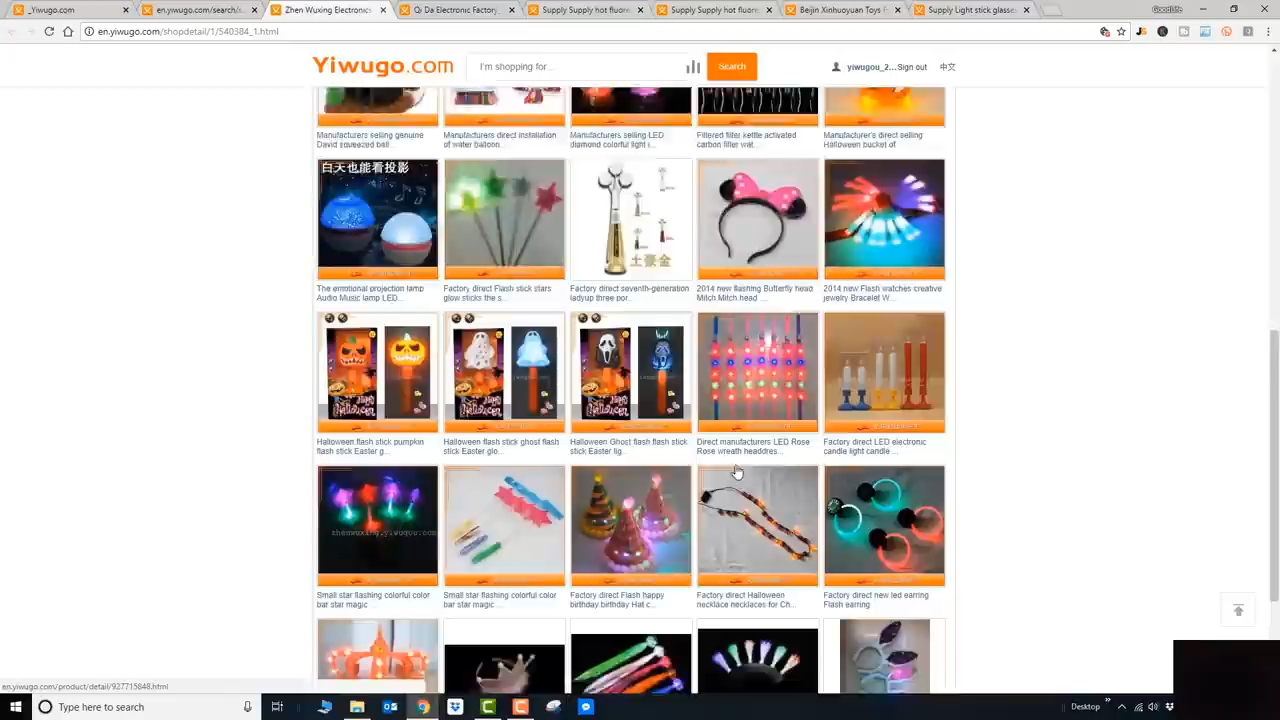 _Yiwugo.com
en.yiwugo.com/search/s
Zhen Wuxing Electronics
Qi Da Electronic Factory,
Supply Supply hot fluore
Supply Supply hot fluore
Beijin Xinhuoyuan Toys F
Supply Light stick glasses
en.yiwugo.com/shopdetail/1/540384_1.html
Yiwugo.com
I'm shopping for...
Search
yiwugou_2... Sign out
中文
Manufacturers selling genuine
David squeezed ball...
Manufacturers direct installation
of water balloon...
Manufacturers selling LED
diamond colorful light i...
Filtered filter kettle activated
carbon filter wat...
Manufacturer's direct selling
Halloween bucket of
白天也能看投影
土豪金
The emotional projection lamp
Audio Music lamp LED...
Factory direct Flash stick stars
glow sticks the s...
Factory direct seventh-generation
ladyup three por...
2014 new flashing Butterfly head
Mitch Mitch head ...
2014 new Flash watches creative
jewelry Bracelet W...
Halloween flash stick pumpkin
flash stick Easter g...
Halloween flash stick ghost flash
stick Easter glo...
Halloween Ghost flash flash
stick Easter lig...
Direct manufacturers LED Rose
Rose wreath headdres...
Factory direct LED electronic
candle light candle ...
zhenwuxing.yiwugou.com
Small star flashing colorful color
bar star magic ...
Small star flashing colorful color
bar star magic ...
Factory direct Flash happy
birthday birthday Hat c...
Factory direct Halloween
necklace necklaces for Ch...
Factory direct new led earring
Flash earring
en.yiwugo.com/product/detail/927715848.html
Type here to search
Desktop